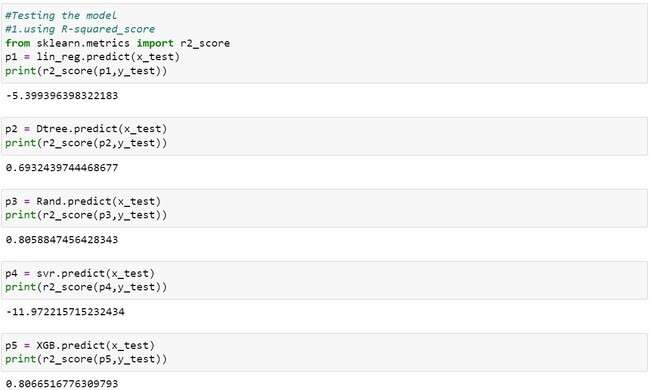 #Testing the model
#1.using R-squared_score
from sklearn.metrics import r2_score
p1 = lin_reg.predict(x_test)
print(r2_score(p1,y_test))
-5.399396398322183
p2 = Dtree.predict(x_test)
print(r2_score(p2,y_test))
0.6932439744468677
p3 = Rand.predict(x_test)
print(r2_score(p3,y_test))
0.8058847456428343
p4 = svr.predict(x_test)
print(r2_score(p4,y_test))
-11.972215715232434
p5 = XGB.predict(x_test)
print(r2_score(p5,y_test))
0.8066516776309793